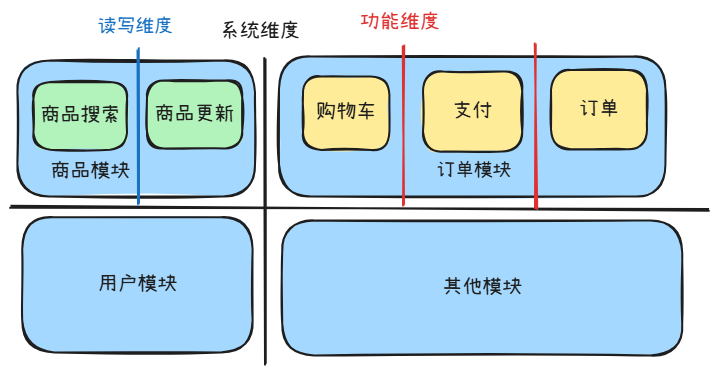 读写维度
系统维度
功能维度
商品搜索
商品更新
购物车
支付
订单
商品模块
订单模块
用户模块
其他模块